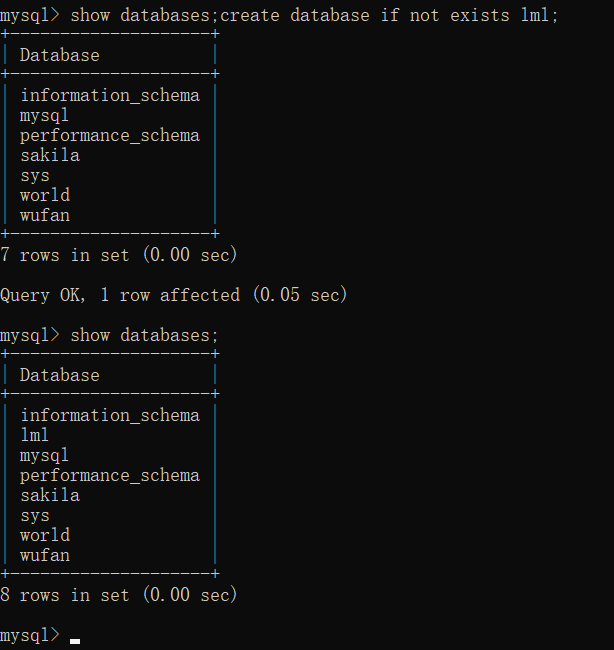 mysql> show databases;create database if not exists lml;
+--------------------+
| Database           |
+--------------------+
| information_schema |
| mysql              |
| performance_schema |
| sakila             |
| sys                |
| world              |
| wufan              |
+--------------------+
7 rows in set (0.00 sec)
Query OK, 1 row affected (0.05 sec)
mysql> show databases;
+--------------------+
| Database           |
+--------------------+
| information_schema |
| lml                |
| mysql              |
| performance_schema |
| sakila             |
| sys                |
| world              |
| wufan              |
+--------------------+
8 rows in set (0.00 sec)
mysql>